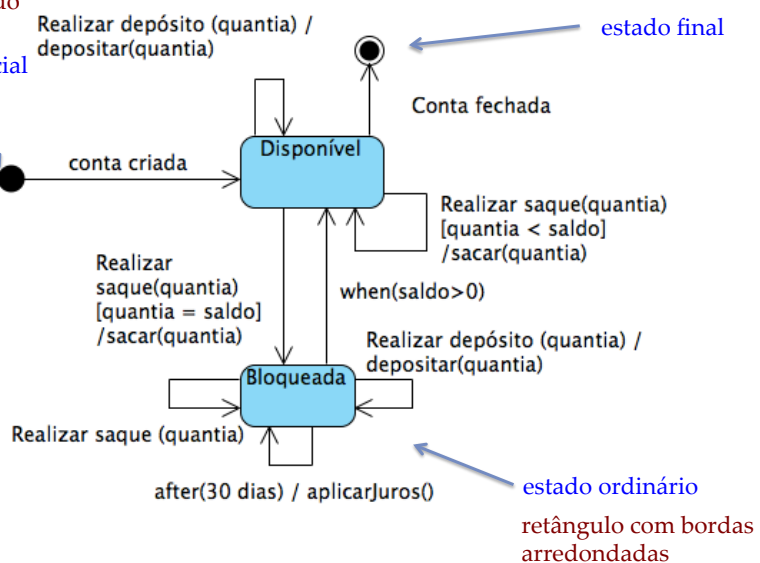 Realizar depósito (quantia) /
depositar(quantia)
estado final
Conta fechada
Disponível
conta criada
Realizar saque(quantia)
[quantia < saldo]
/sacar(quantia)
Realizar
saque(quantia)
[quantia = saldo]
/sacar(quantia)
when(saldo>0)
Realizar depósito (quantia) /
depositar(quantia)
Bloqueada
Realizar saque (quantia)
after(30 dias) / aplicarJuros()
estado ordinário
retângulo com bordas
arredondadas